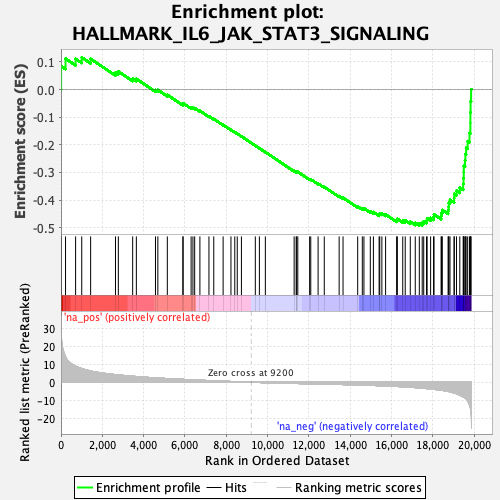 Enrichment plot:
HALLMARK_IL6_JAK_STAT3_SIGNALING
Enrichment score (ES)
0.1
0.0
-0.1
-0.2
-0.3
-0.4
-0.5
'na_pos' (positively correlated)
Ranked list metric (PreRanked)
30
20
10
0
-10
-20
Zero cross at 9200
'na_neg' (negatively correlated)
0
2,000
4,000
6,000
8,000
10,000
12,000
14,000
16,000
18,000
20,000
Rank in Ordered Dataset
Enrichment profile
Hits
Ranking metric scores